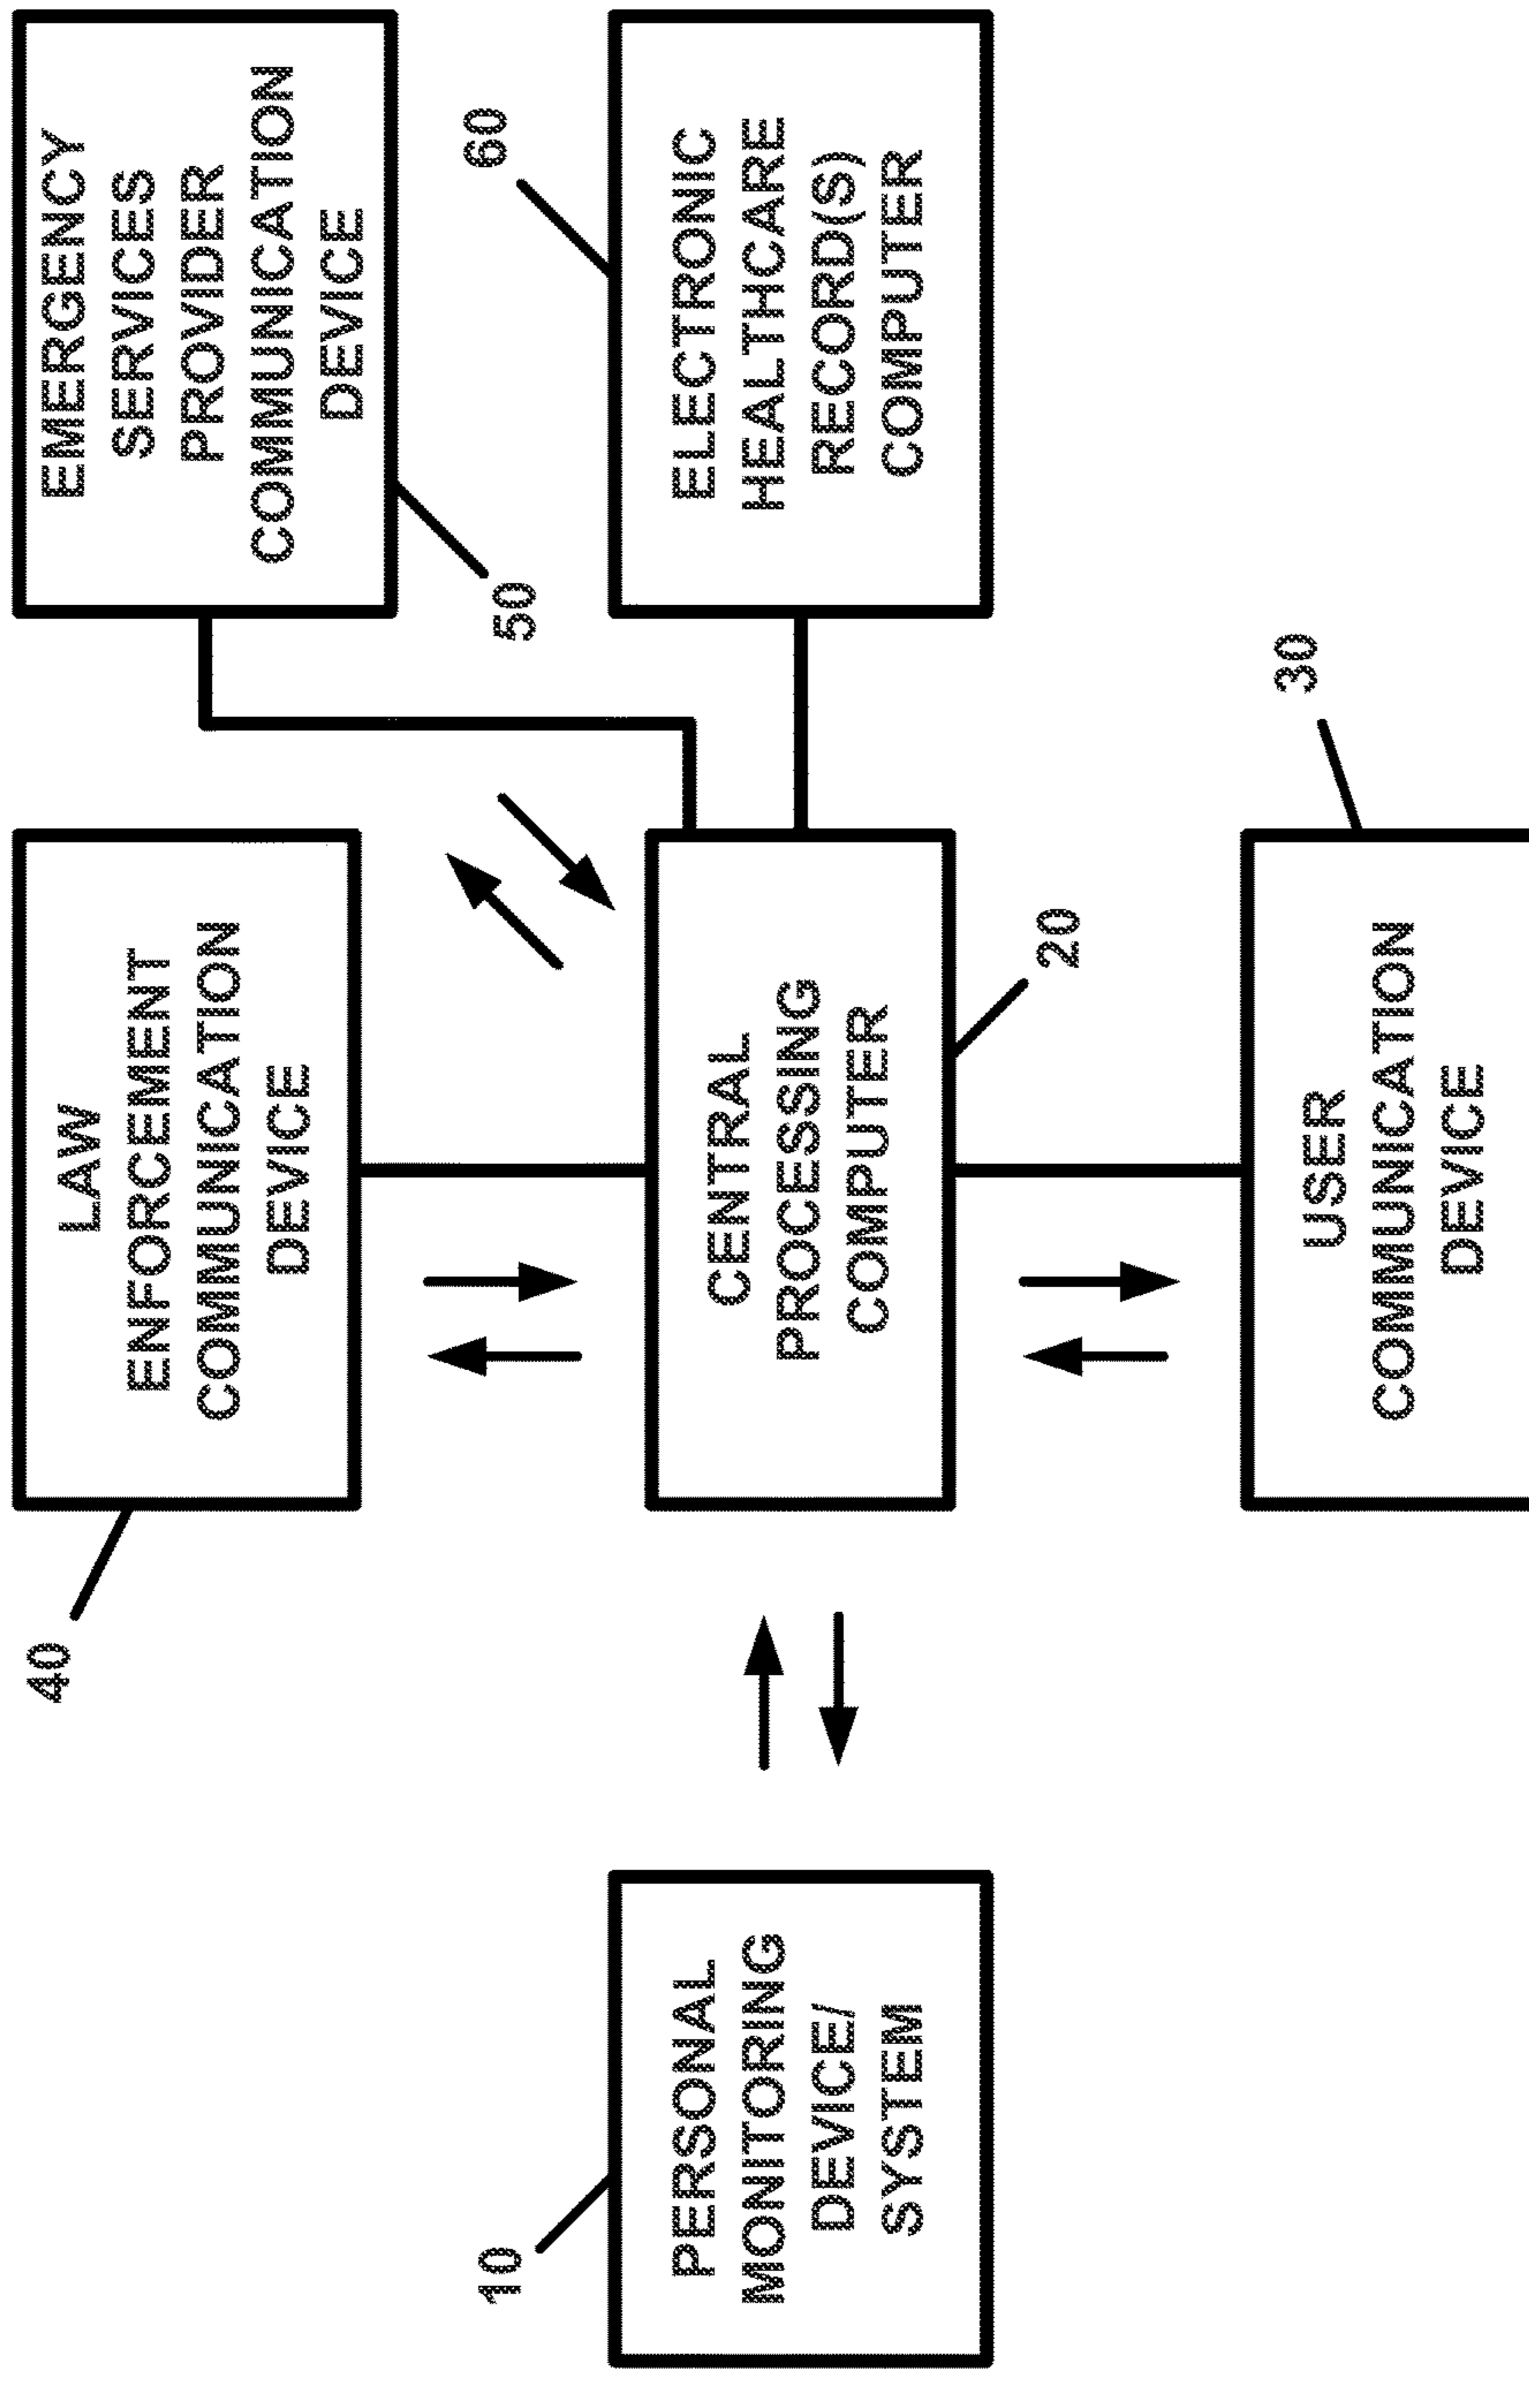 40
LAW
ENFORCEMENT
COMMUNICATION
DEVICE
EMERGENCY
SERVICES
PROVIDER
COMMUNICATION
DEVICE
50
60
10
PERSONAL
MONITORING
DEVICE/
SYSTEM
CENTRAL
PROCESSING
COMPUTER
20
ELECTRONIC
HEALTHCARE
RECORD(S)
COMPUTER
30
USER
COMMUNICATION
DEVICE